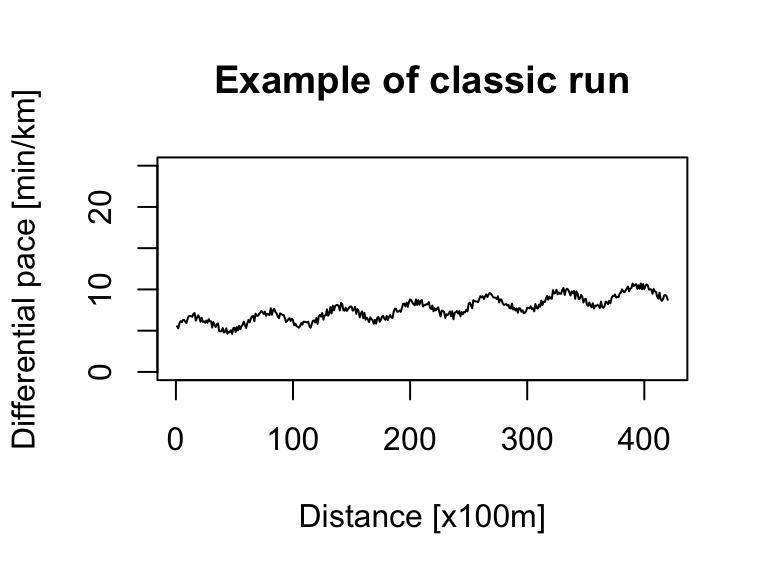 Example of classic run
Differential pace [min/km]
20
10
0
0 100 200 300 400
Distance [x100m]